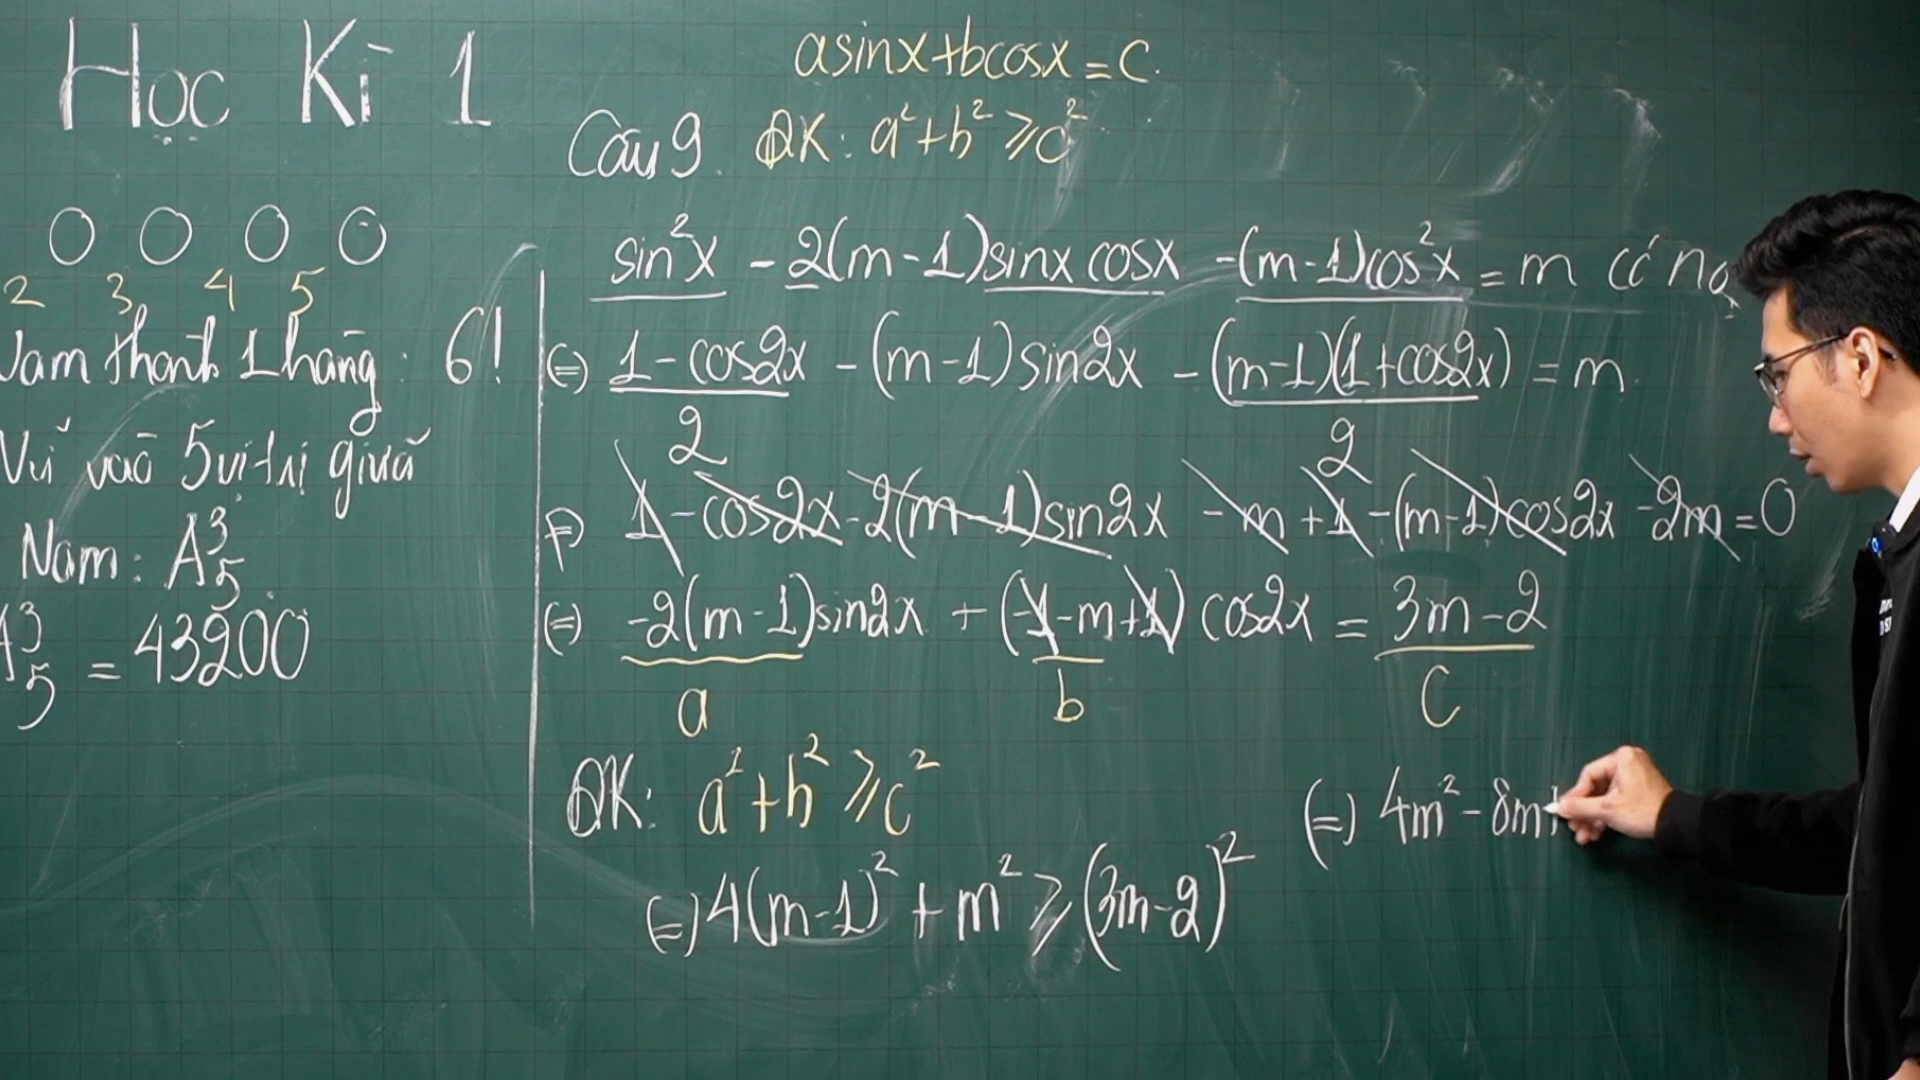 Học Kì 1
0 0 0 0
2 3 4 5
Nam thành 1 hàng : 6!
Nữ vào 5 vị trí giữa
Nam : A³₅
A³₅ = 43200
asinx+bcosx = c.
Câu 9. ĐK: a² + b² ⩾ c²
sin²x - 2(m-1)sinx cosx - (m-1)cos²x = m có no
(=) (1 - cos2x)/2 - (m-1)sin2x - (m-1)(1+cos2x)/2 = m
(=) 1 - cos2x - 2(m-1)sin2x - m + 1 - (m-1)cos2x - 2m = 0
(=) -2(m-1)sin2x + (-1-m+1) cos2x = 3m - 2
a b c
ĐK: a² + b² ⩾ c²
(=) 4(m-1)² + m² ⩾ (3m-2)²
(=) 4m² - 8m +